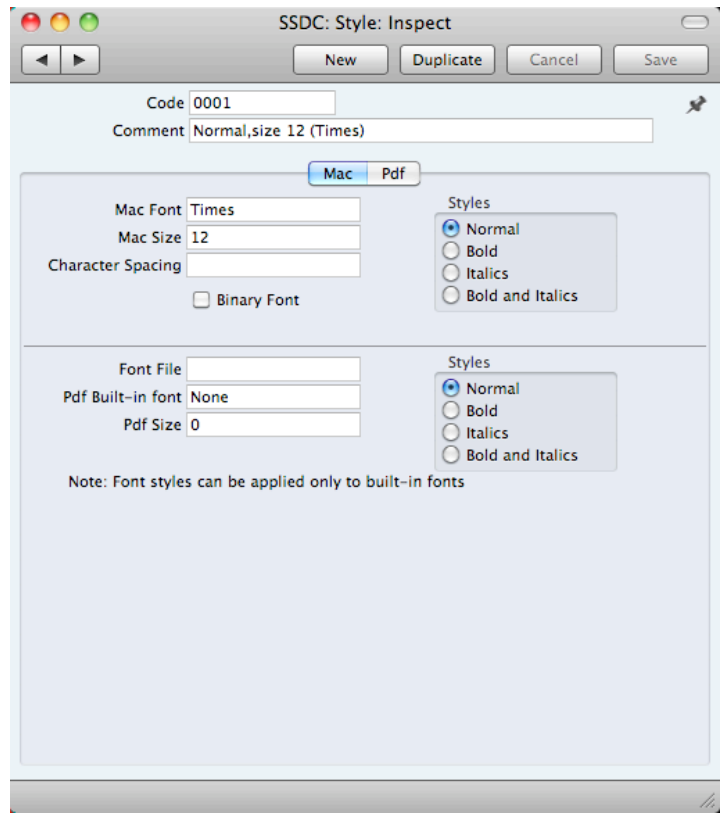 SSDC: Style: Inspect
New Duplicate Cancel Save
Code 0001
Comment Normal,size 12 (Times)
Mac Pdf
Mac Font Times
Mac Size 12
Character Spacing
Binary Font
Styles
Normal
Bold
Italics
Bold and Italics
Font File
Pdf Built-in font None
Pdf Size 0
Styles
Normal
Bold
Italics
Bold and Italics
Note: Font styles can be applied only to built-in fonts